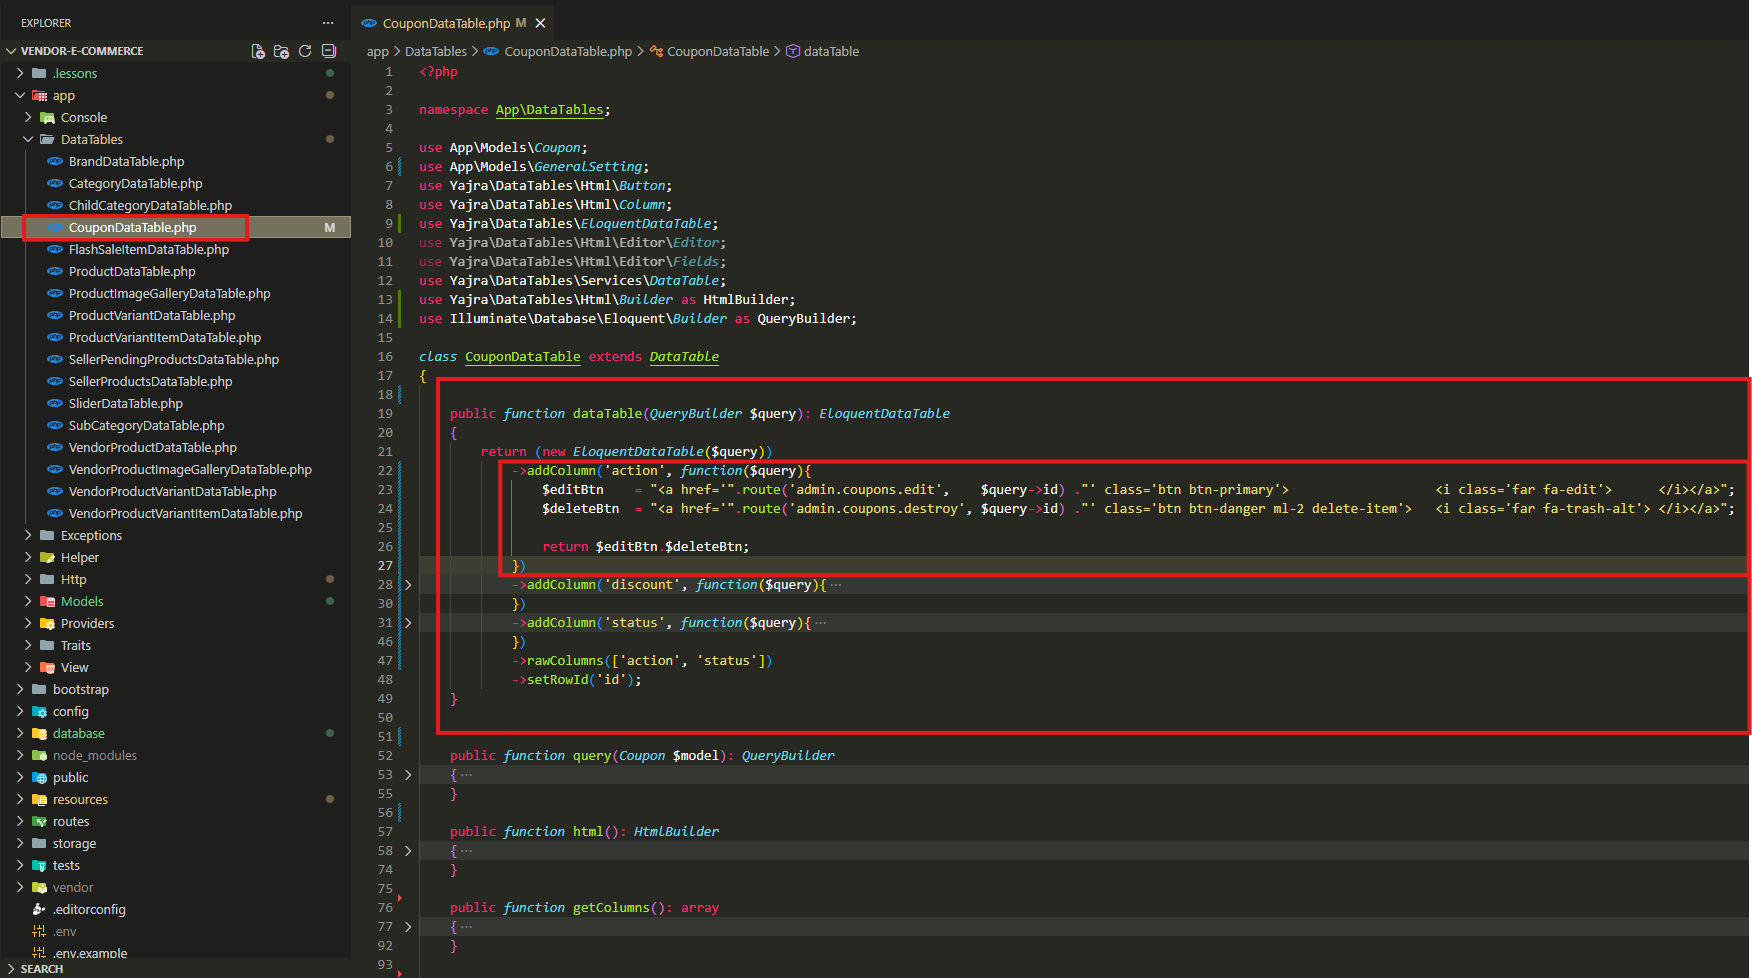 EXPLORER
VENDOR-E-COMMERCE
.lessons
app
Console
DataTables
BrandDataTable.php
CategoryDataTable.php
ChildCategoryDataTable.php
CouponDataTable.php M
FlashSaleItemDataTable.php
ProductDataTable.php
ProductImageGalleryDataTable.php
ProductVariantDataTable.php
ProductVariantItemDataTable.php
SellerPendingProductsDataTable.php
SellerProductsDataTable.php
SliderDataTable.php
SubCategoryDataTable.php
VendorProductDataTable.php
VendorProductImageGalleryDataTable.php
VendorProductVariantDataTable.php
VendorProductVariantItemDataTable.php
Exceptions
Helper
Http
Models
Providers
Traits
View
bootstrap
config
database
node_modules
public
resources
routes
storage
tests
vendor
.editorconfig
.env
.env.example
SEARCH
CouponDataTable.php M
app > DataTables > CouponDataTable.php > CouponDataTable > dataTable
1 <?php
2
3 namespace App\DataTables;
4
5 use App\Models\Coupon;
6 use App\Models\GeneralSetting;
7 use Yajra\DataTables\Html\Button;
8 use Yajra\DataTables\Html\Column;
9 use Yajra\DataTables\EloquentDataTable;
10 use Yajra\DataTables\Html\Editor\Editor;
11 use Yajra\DataTables\Html\Editor\Fields;
12 use Yajra\DataTables\Services\DataTable;
13 use Yajra\DataTables\Html\Builder as HtmlBuilder;
14 use Illuminate\Database\Eloquent\Builder as QueryBuilder;
15
16 class CouponDataTable extends DataTable
17 {
18
19 public function dataTable(QueryBuilder $query): EloquentDataTable
20 {
21 return (new EloquentDataTable($query))
22 ->addColumn('action', function($query){
23 $editBtn = "<a href='".route('admin.coupons.edit', $query->id) ."' class='btn btn-primary'> <i class='far fa-edit'> </i></a>";
24 $deleteBtn = "<a href='".route('admin.coupons.destroy', $query->id) ."' class='btn btn-danger ml-2 delete-item'> <i class='far fa-trash-alt'> </i></a>";
25
26 return $editBtn.$deleteBtn;
27 })
28 ->addColumn('discount', function($query){ ···
30 })
31 ->addColumn('status', function($query){ ···
46 })
47 ->rawColumns(['action', 'status'])
48 ->setRowId('id');
49 }
50
51
52 public function query(Coupon $model): QueryBuilder
53 { ···
55 }
56
57 public function html(): HtmlBuilder
58 { ···
74 }
75
76 public function getColumns(): array
77 { ···
92 }
93